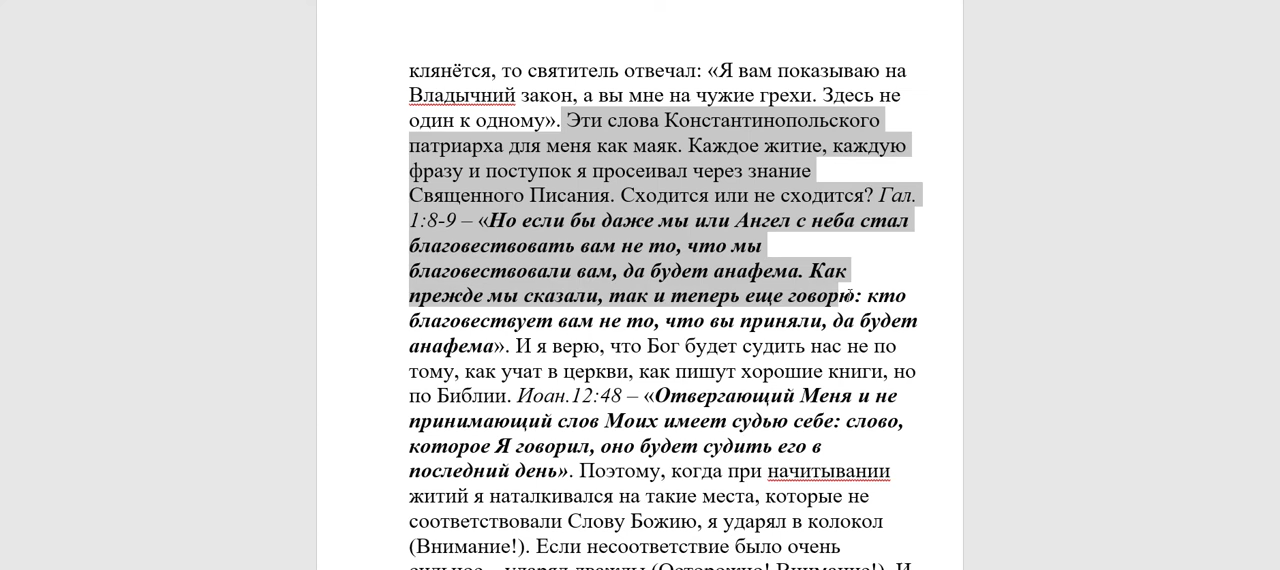 клянётся, то святитель отвечал: «Я вам показываю на
Владычний закон, а вы мне на чужие грехи. Здесь не
один к одному». Эти слова Константинопольского
патриарха для меня как маяк. Каждое житие, каждую
фразу и поступок я просеивал через знание
Священного Писания. Сходится или не сходится? Гал.
1:8-9 – «Но если бы даже мы или Ангел с неба стал
благовествовать вам не то, что мы
благовествовали вам, да будет анафема. Как
прежде мы сказали, так и теперь еще говорю: кто
благовествует вам не то, что вы приняли, да будет
анафема». И я верю, что Бог будет судить нас не по
тому, как учат в церкви, как пишут хорошие книги, но
по Библии. Иоан.12:48 – «Отвергающий Меня и не
принимающий слов Моих имеет судью себе: слово,
которое Я говорил, оно будет судить его в
последний день». Поэтому, когда при начитывании
житий я наталкивался на такие места, которые не
соответствовали Слову Божию, я ударял в колокол
(Внимание!). Если несоответствие было очень
сильное – ударял дважды (Осторожно! Внимание!). И